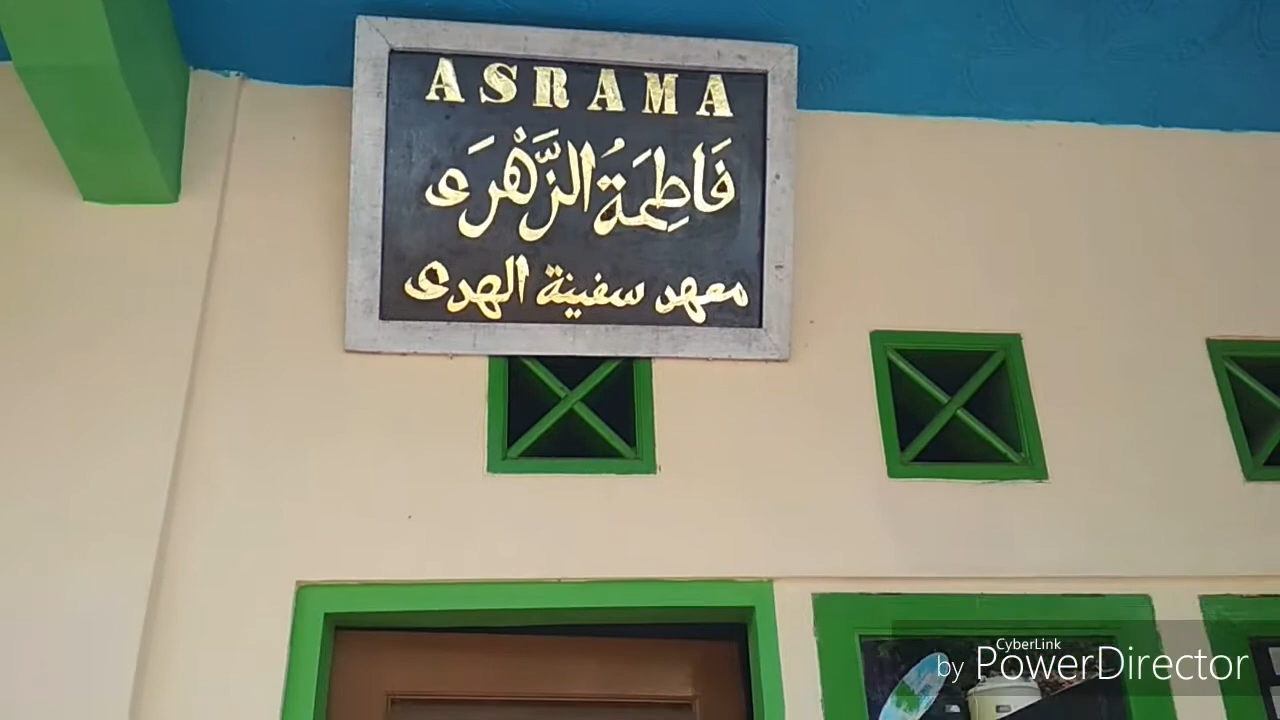 ASRAMA
فَاطِمَةُ الزَّهْرَى
معهد سفينة الهدى
CyberLink
by PowerDirector